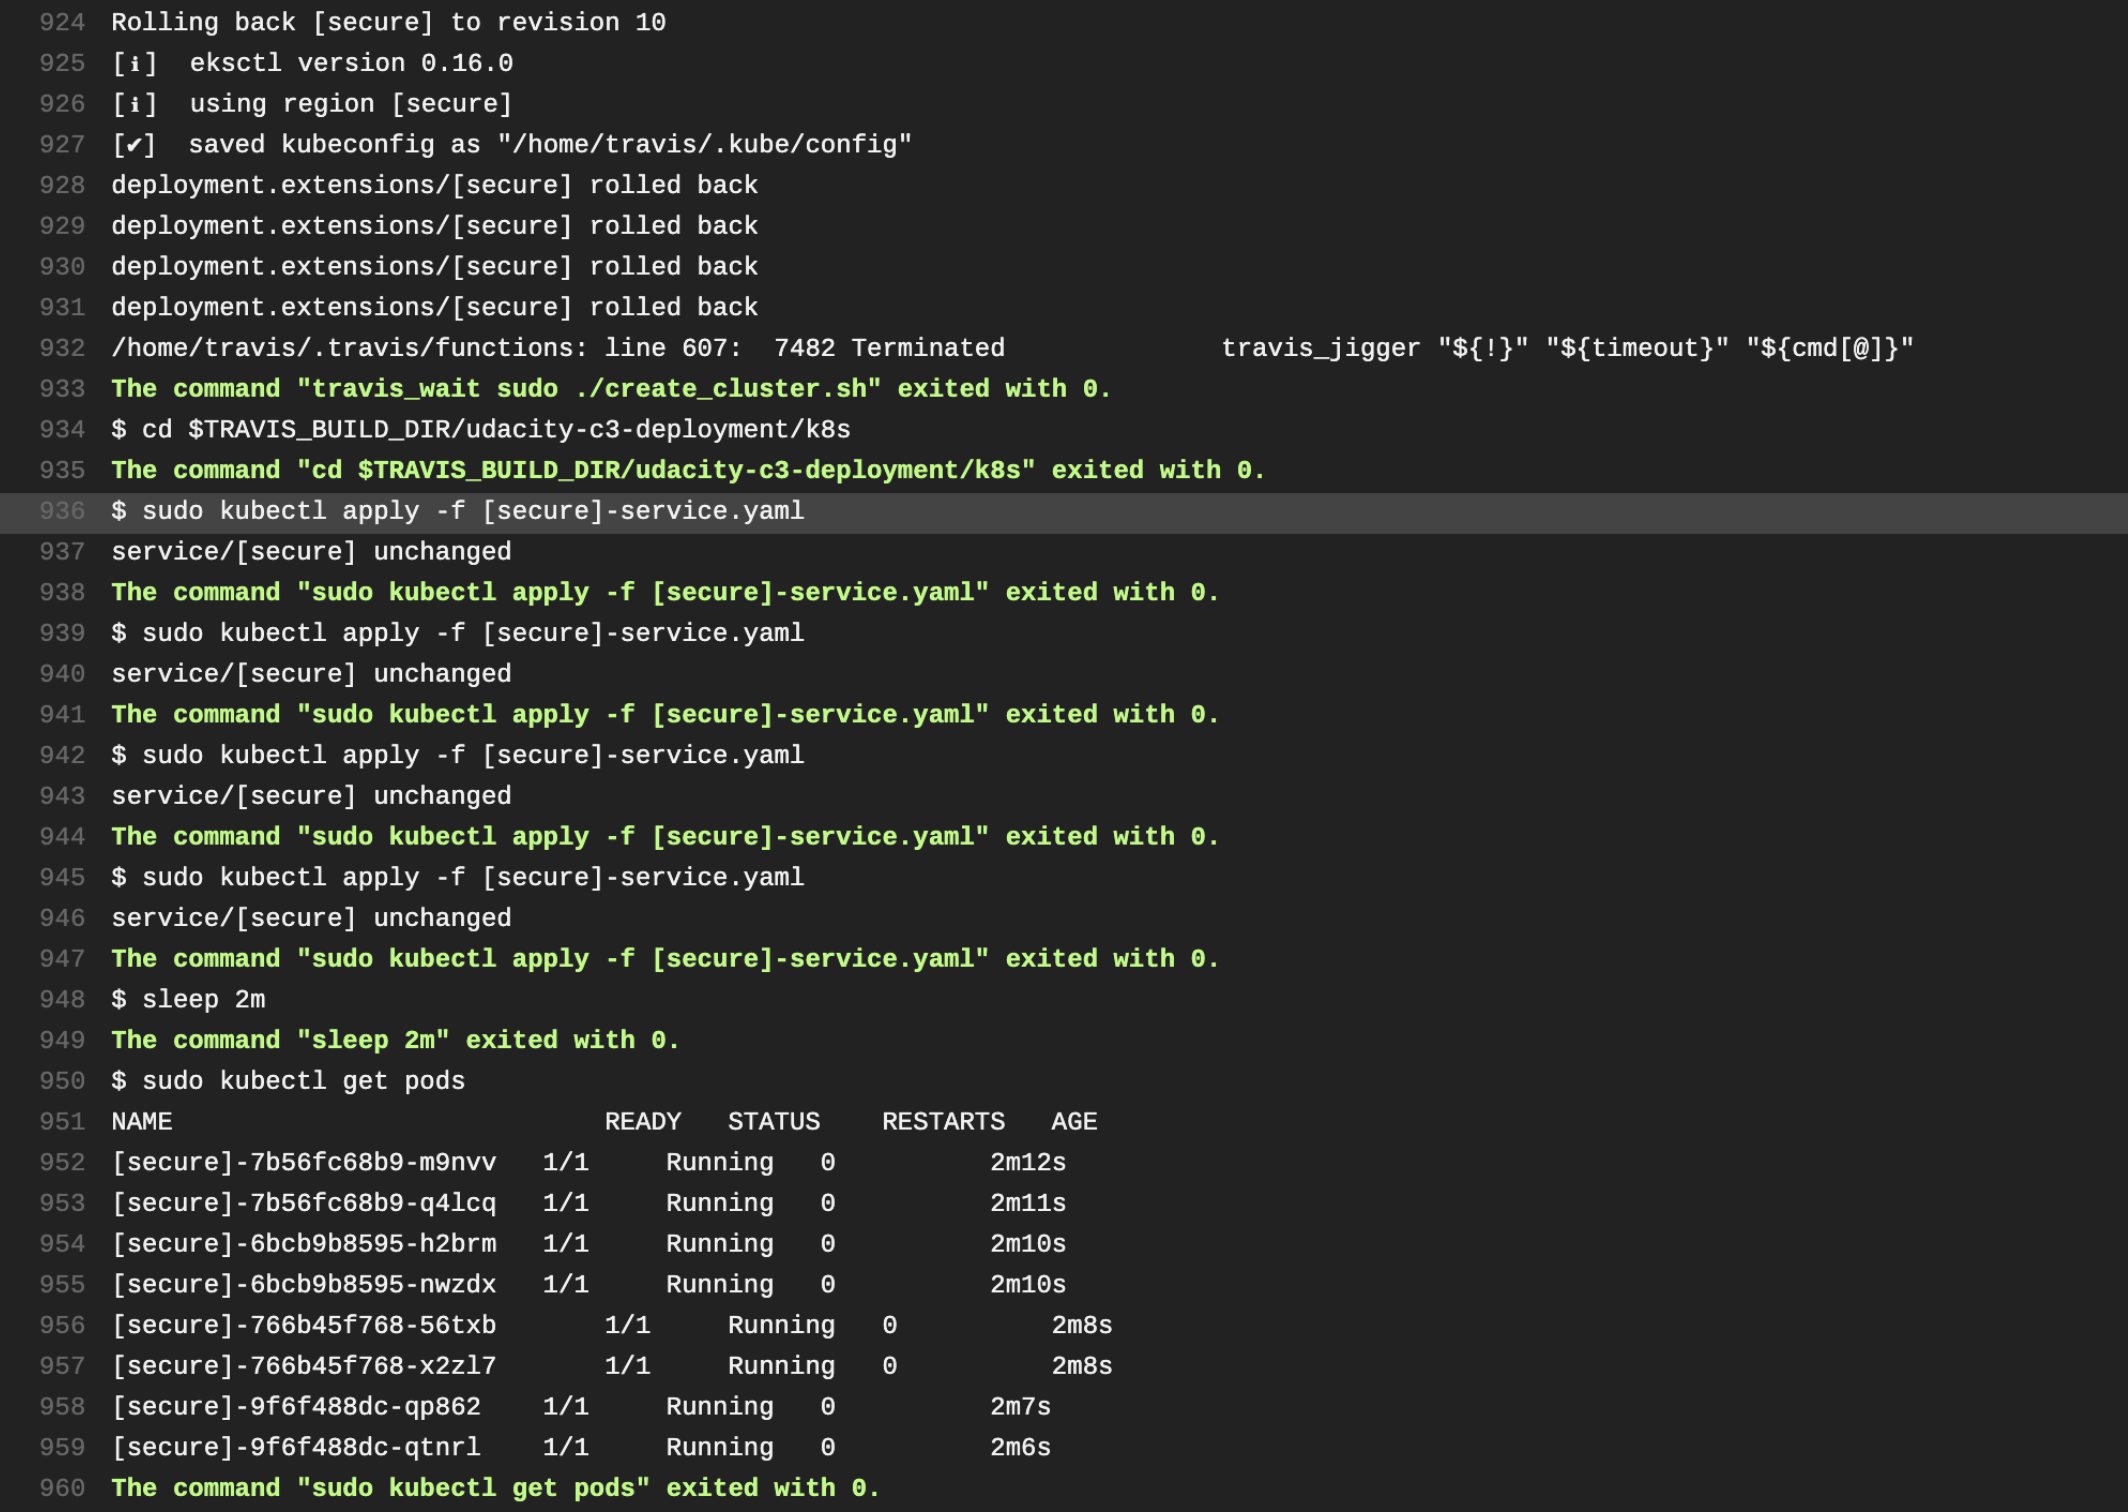 924 Rolling back [secure] to revision 10
925 [ℹ]  eksctl version 0.16.0
926 [ℹ]  using region [secure]
927 [✔]  saved kubeconfig as "/home/travis/.kube/config"
928 deployment.extensions/[secure] rolled back
929 deployment.extensions/[secure] rolled back
930 deployment.extensions/[secure] rolled back
931 deployment.extensions/[secure] rolled back
932 /home/travis/.travis/functions: line 607:  7482 Terminated              travis_jigger "${!}" "${timeout}" "${cmd[@]}"
933 The command "travis_wait sudo ./create_cluster.sh" exited with 0.
934 $ cd $TRAVIS_BUILD_DIR/udacity-c3-deployment/k8s
935 The command "cd $TRAVIS_BUILD_DIR/udacity-c3-deployment/k8s" exited with 0.
936 $ sudo kubectl apply -f [secure]-service.yaml
937 service/[secure] unchanged
938 The command "sudo kubectl apply -f [secure]-service.yaml" exited with 0.
939 $ sudo kubectl apply -f [secure]-service.yaml
940 service/[secure] unchanged
941 The command "sudo kubectl apply -f [secure]-service.yaml" exited with 0.
942 $ sudo kubectl apply -f [secure]-service.yaml
943 service/[secure] unchanged
944 The command "sudo kubectl apply -f [secure]-service.yaml" exited with 0.
945 $ sudo kubectl apply -f [secure]-service.yaml
946 service/[secure] unchanged
947 The command "sudo kubectl apply -f [secure]-service.yaml" exited with 0.
948 $ sleep 2m
949 The command "sleep 2m" exited with 0.
950 $ sudo kubectl get pods
951 NAME                            READY   STATUS    RESTARTS   AGE
952 [secure]-7b56fc68b9-m9nvv   1/1     Running   0          2m12s
953 [secure]-7b56fc68b9-q4lcq   1/1     Running   0          2m11s
954 [secure]-6bcb9b8595-h2brm   1/1     Running   0          2m10s
955 [secure]-6bcb9b8595-nwzdx   1/1     Running   0          2m10s
956 [secure]-766b45f768-56txb       1/1     Running   0          2m8s
957 [secure]-766b45f768-x2zl7       1/1     Running   0          2m8s
958 [secure]-9f6f488dc-qp862    1/1     Running   0          2m7s
959 [secure]-9f6f488dc-qtnrl    1/1     Running   0          2m6s
960 The command "sudo kubectl get pods" exited with 0.